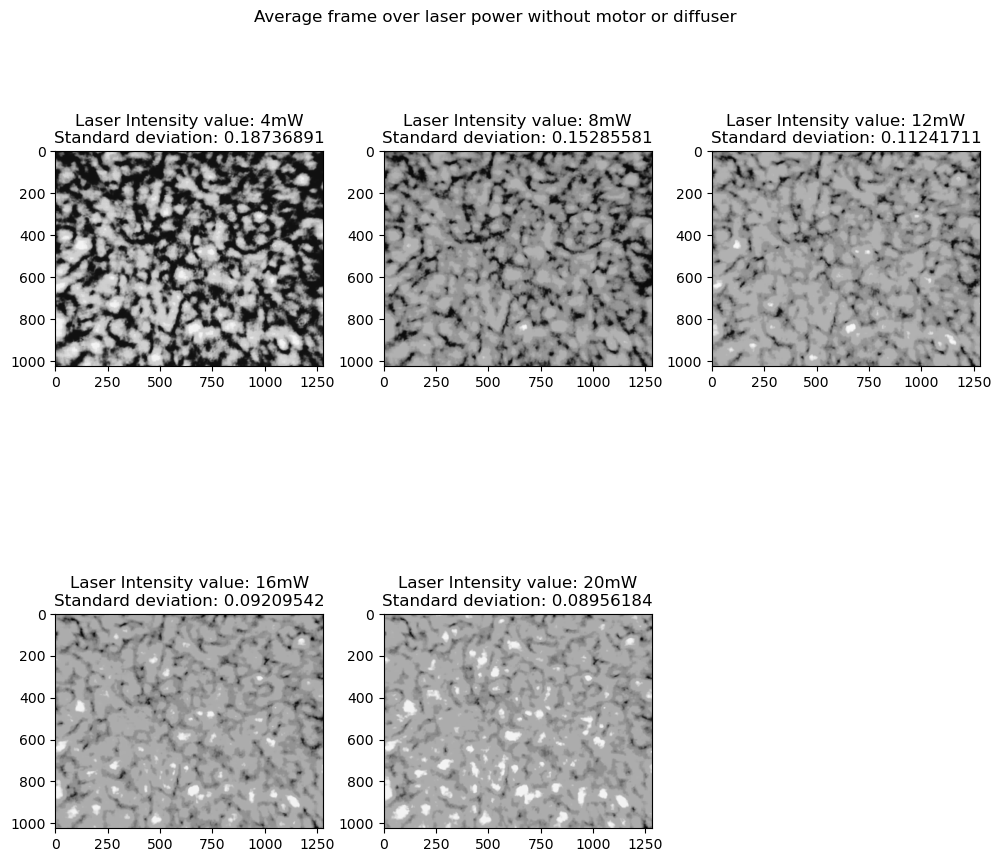 Average frame over laser power without motor or diffuser
Laser Intensity value: 4mW
Standard deviation: 0.18736891
Laser Intensity value: 8mW
Standard deviation: 0.15285581
Laser Intensity value: 12mW
Standard deviation: 0.11241711
0
200
400
600
800
1000
0 250 500 750 1000 1250
0
200
400
600
800
1000
0 250 500 750 1000 1250
0
200
400
600
800
1000
0 250 500 750 1000 1250
Laser Intensity value: 16mW
Standard deviation: 0.09209542
Laser Intensity value: 20mW
Standard deviation: 0.08956184
0
200
400
600
800
1000
0 250 500 750 1000 1250
0
200
400
600
800
1000
0 250 500 750 1000 1250